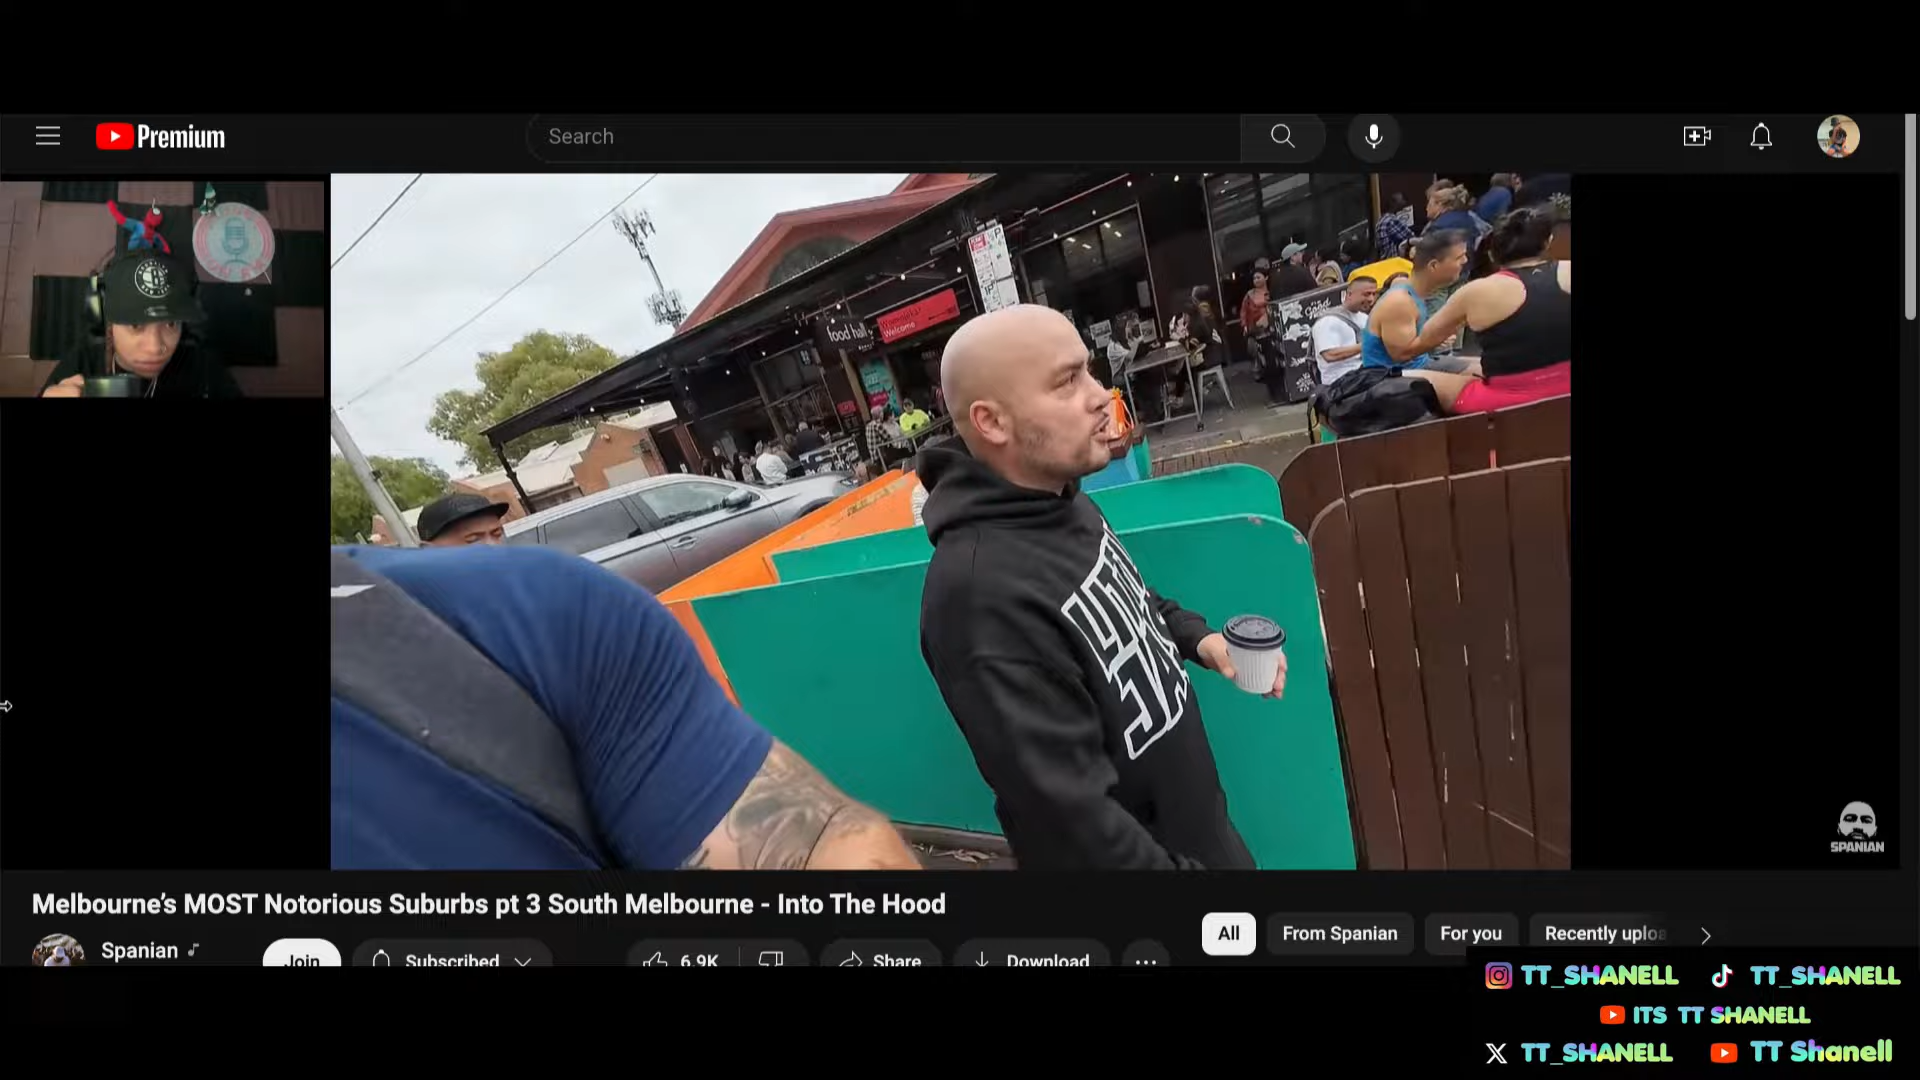 Premium
Search
food hall
Welcome
SPANIAN
Melbourne's MOST Notorious Suburbs pt 3 South Melbourne - Into The Hood
Spanian
Join
Subscribed
6.9K
Share
Download
All
From Spanian
For you
Recently uploa
TT_SHANELL
TT_SHANELL
ITS TT SHANELL
TT_SHANELL
TT Shanell